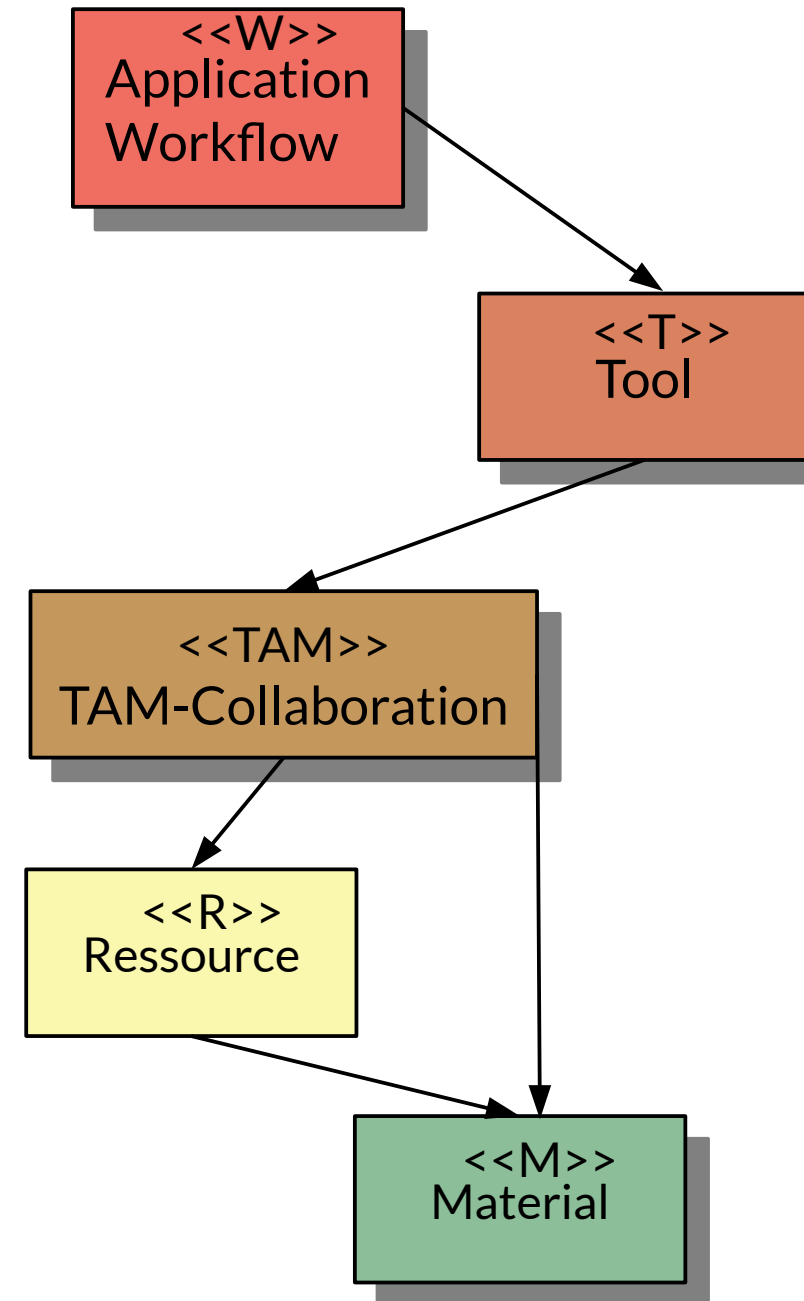 <<W>>
Application
Workflow
<<T>>
Tool
<<TAM>>
TAM-Collaboration
<<R>>
Ressource
<<M>>
Material